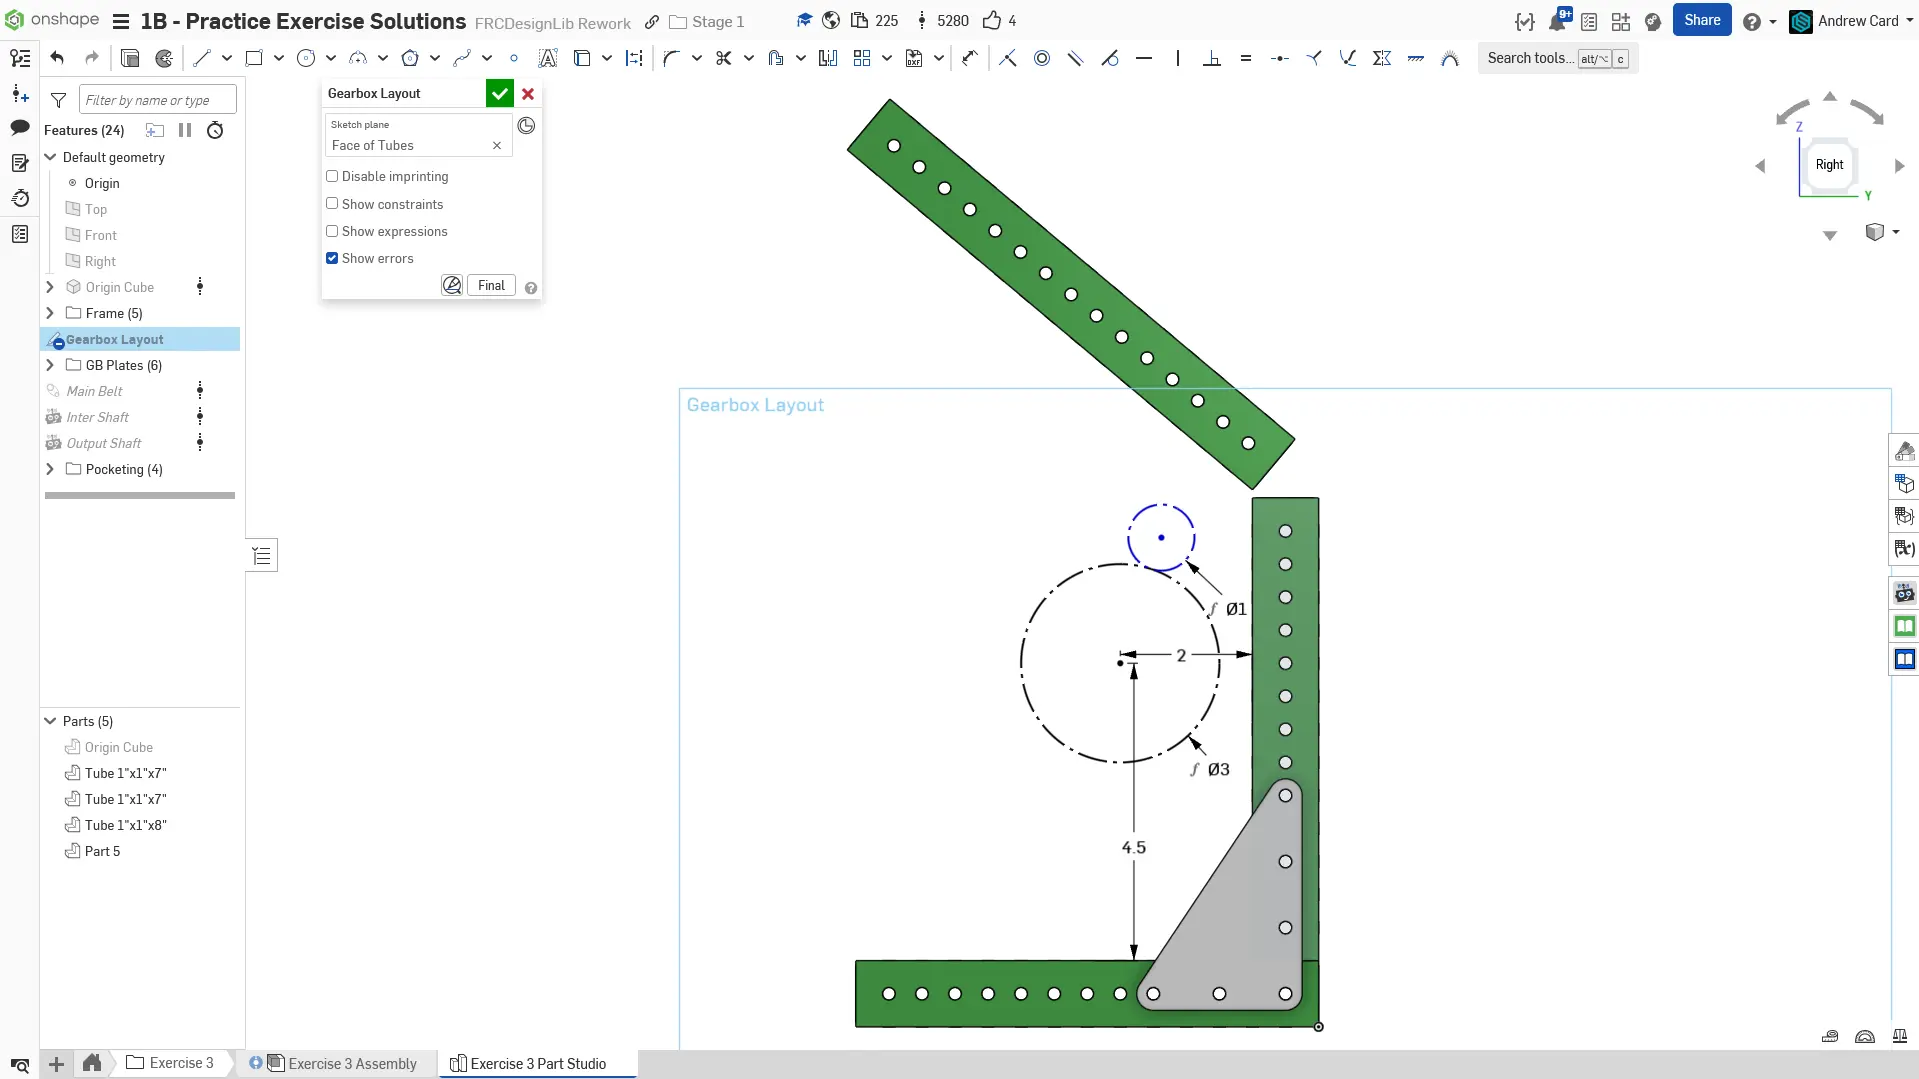 onshape
1B - Practice Exercise Solutions
FRCDesignLib Rework
Stage 1
225
5280
4
9+
Share
Andrew Card
Search tools...
alt/⌥
c
Filter by name or type
Features (24)
Default geometry
Origin
Top
Front
Right
Origin Cube
Frame (5)
Gearbox Layout
GB Plates (6)
Main Belt
Inter Shaft
Output Shaft
Pocketing (4)
Parts (5)
Origin Cube
Tube 1"x1"x7"
Tube 1"x1"x7"
Tube 1"x1"x8"
Part 5
Gearbox Layout
Sketch plane
Face of Tubes
Disable imprinting
Show constraints
Show expressions
Show errors
Final
Z
Right
Y
Gearbox Layout
ƒ Ø1
2
ƒ Ø3
4.5
Exercise 3
Exercise 3 Assembly
Exercise 3 Part Studio